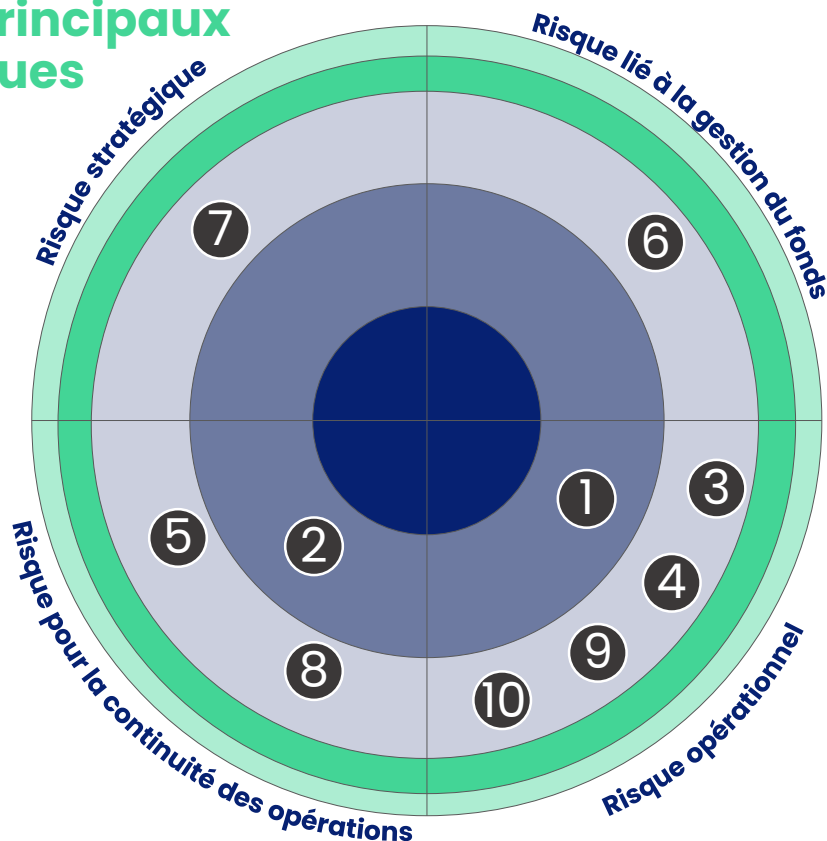 rincipaux
ues
Risque stratégique
Risque lié à la gestion du fonds
7
6
1
3
2
5
4
9
8
10
Risque pour la continuité des opérations
Risque opérationnel